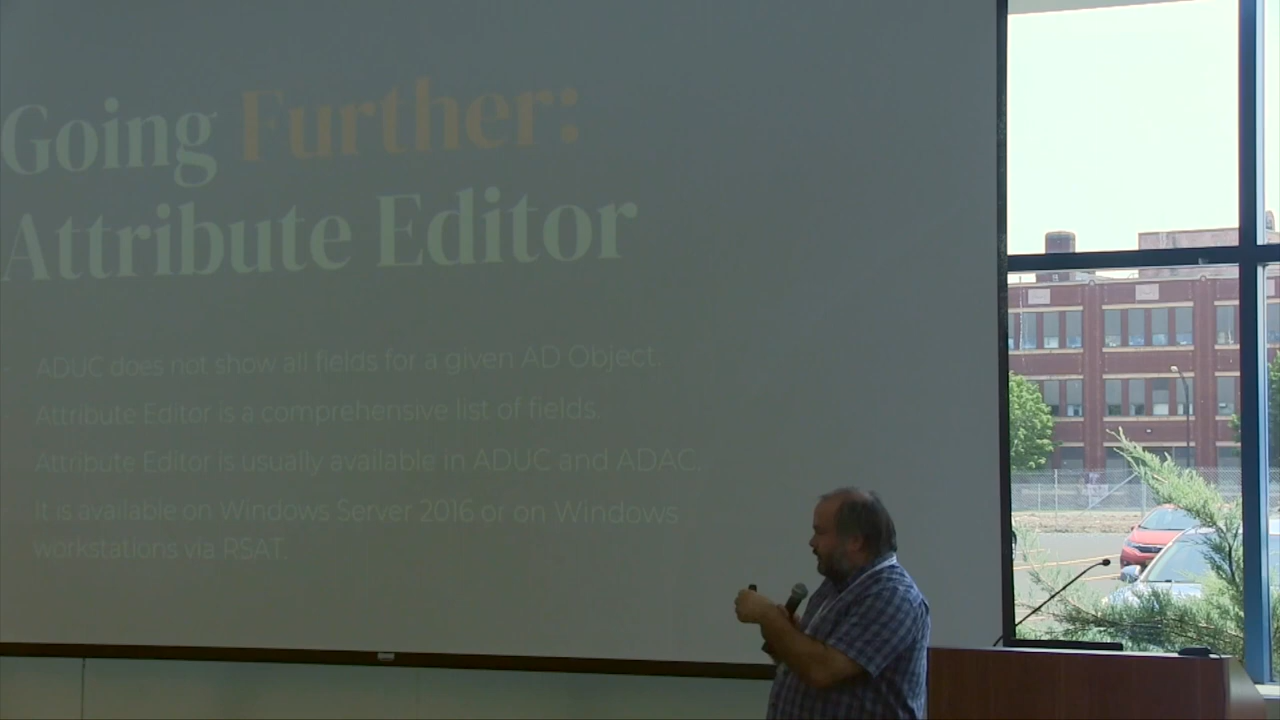 Going Further:
Attribute Editor
ADUC does not show all fields for a given AD Object.
Attribute Editor is a comprehensive list of fields.
Attribute Editor is usually available in ADUC and ADAC.
It is available on Windows Server 2016 or on Windows
workstations via RSAT.